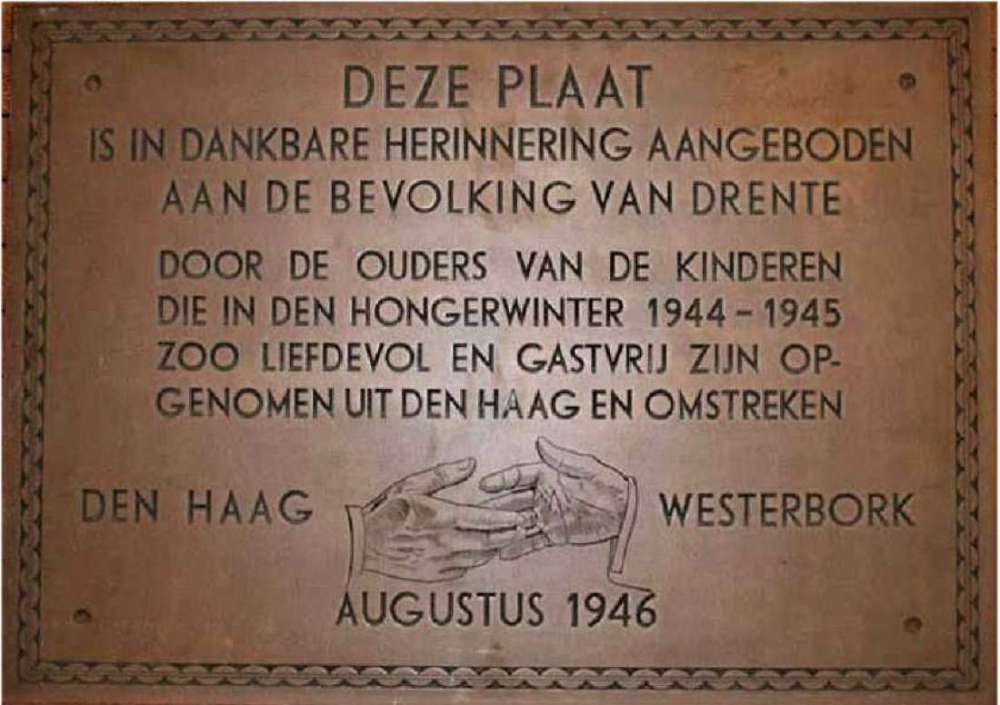 DEZE PLAAT
IS IN DANKBARE HERINNERING AANGEBODEN
AAN DE BEVOLKING VAN DRENTE
DOOR DE OUDERS VAN DE KINDEREN
DIE IN DEN HONGERWINTER 1944-1945
ZOO LIEFDEVOL EN GASTVRIJ ZIJN OP-
GENOMEN UIT DEN HAAG EN OMSTREKEN
DEN HAAG WESTERBORK
AUGUSTUS 1946